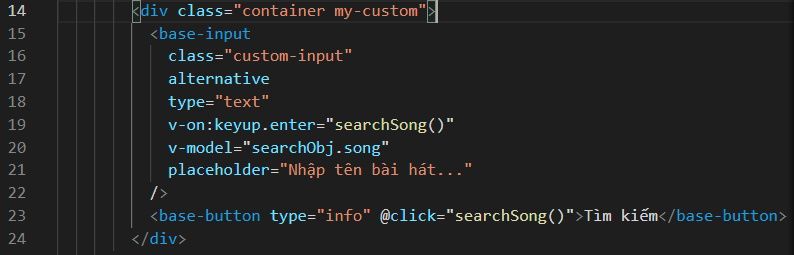 14 <div class="container my-custom">
15 <base-input
16 class="custom-input"
17 alternative
18 type="text"
19 v-on:keyup.enter="searchSong()"
20 v-model="searchObj.song"
21 placeholder="Nhập tên bài hát..."
22 />
23 <base-button type="info" @click="searchSong()">Tìm kiếm</base-button>
24 </div>